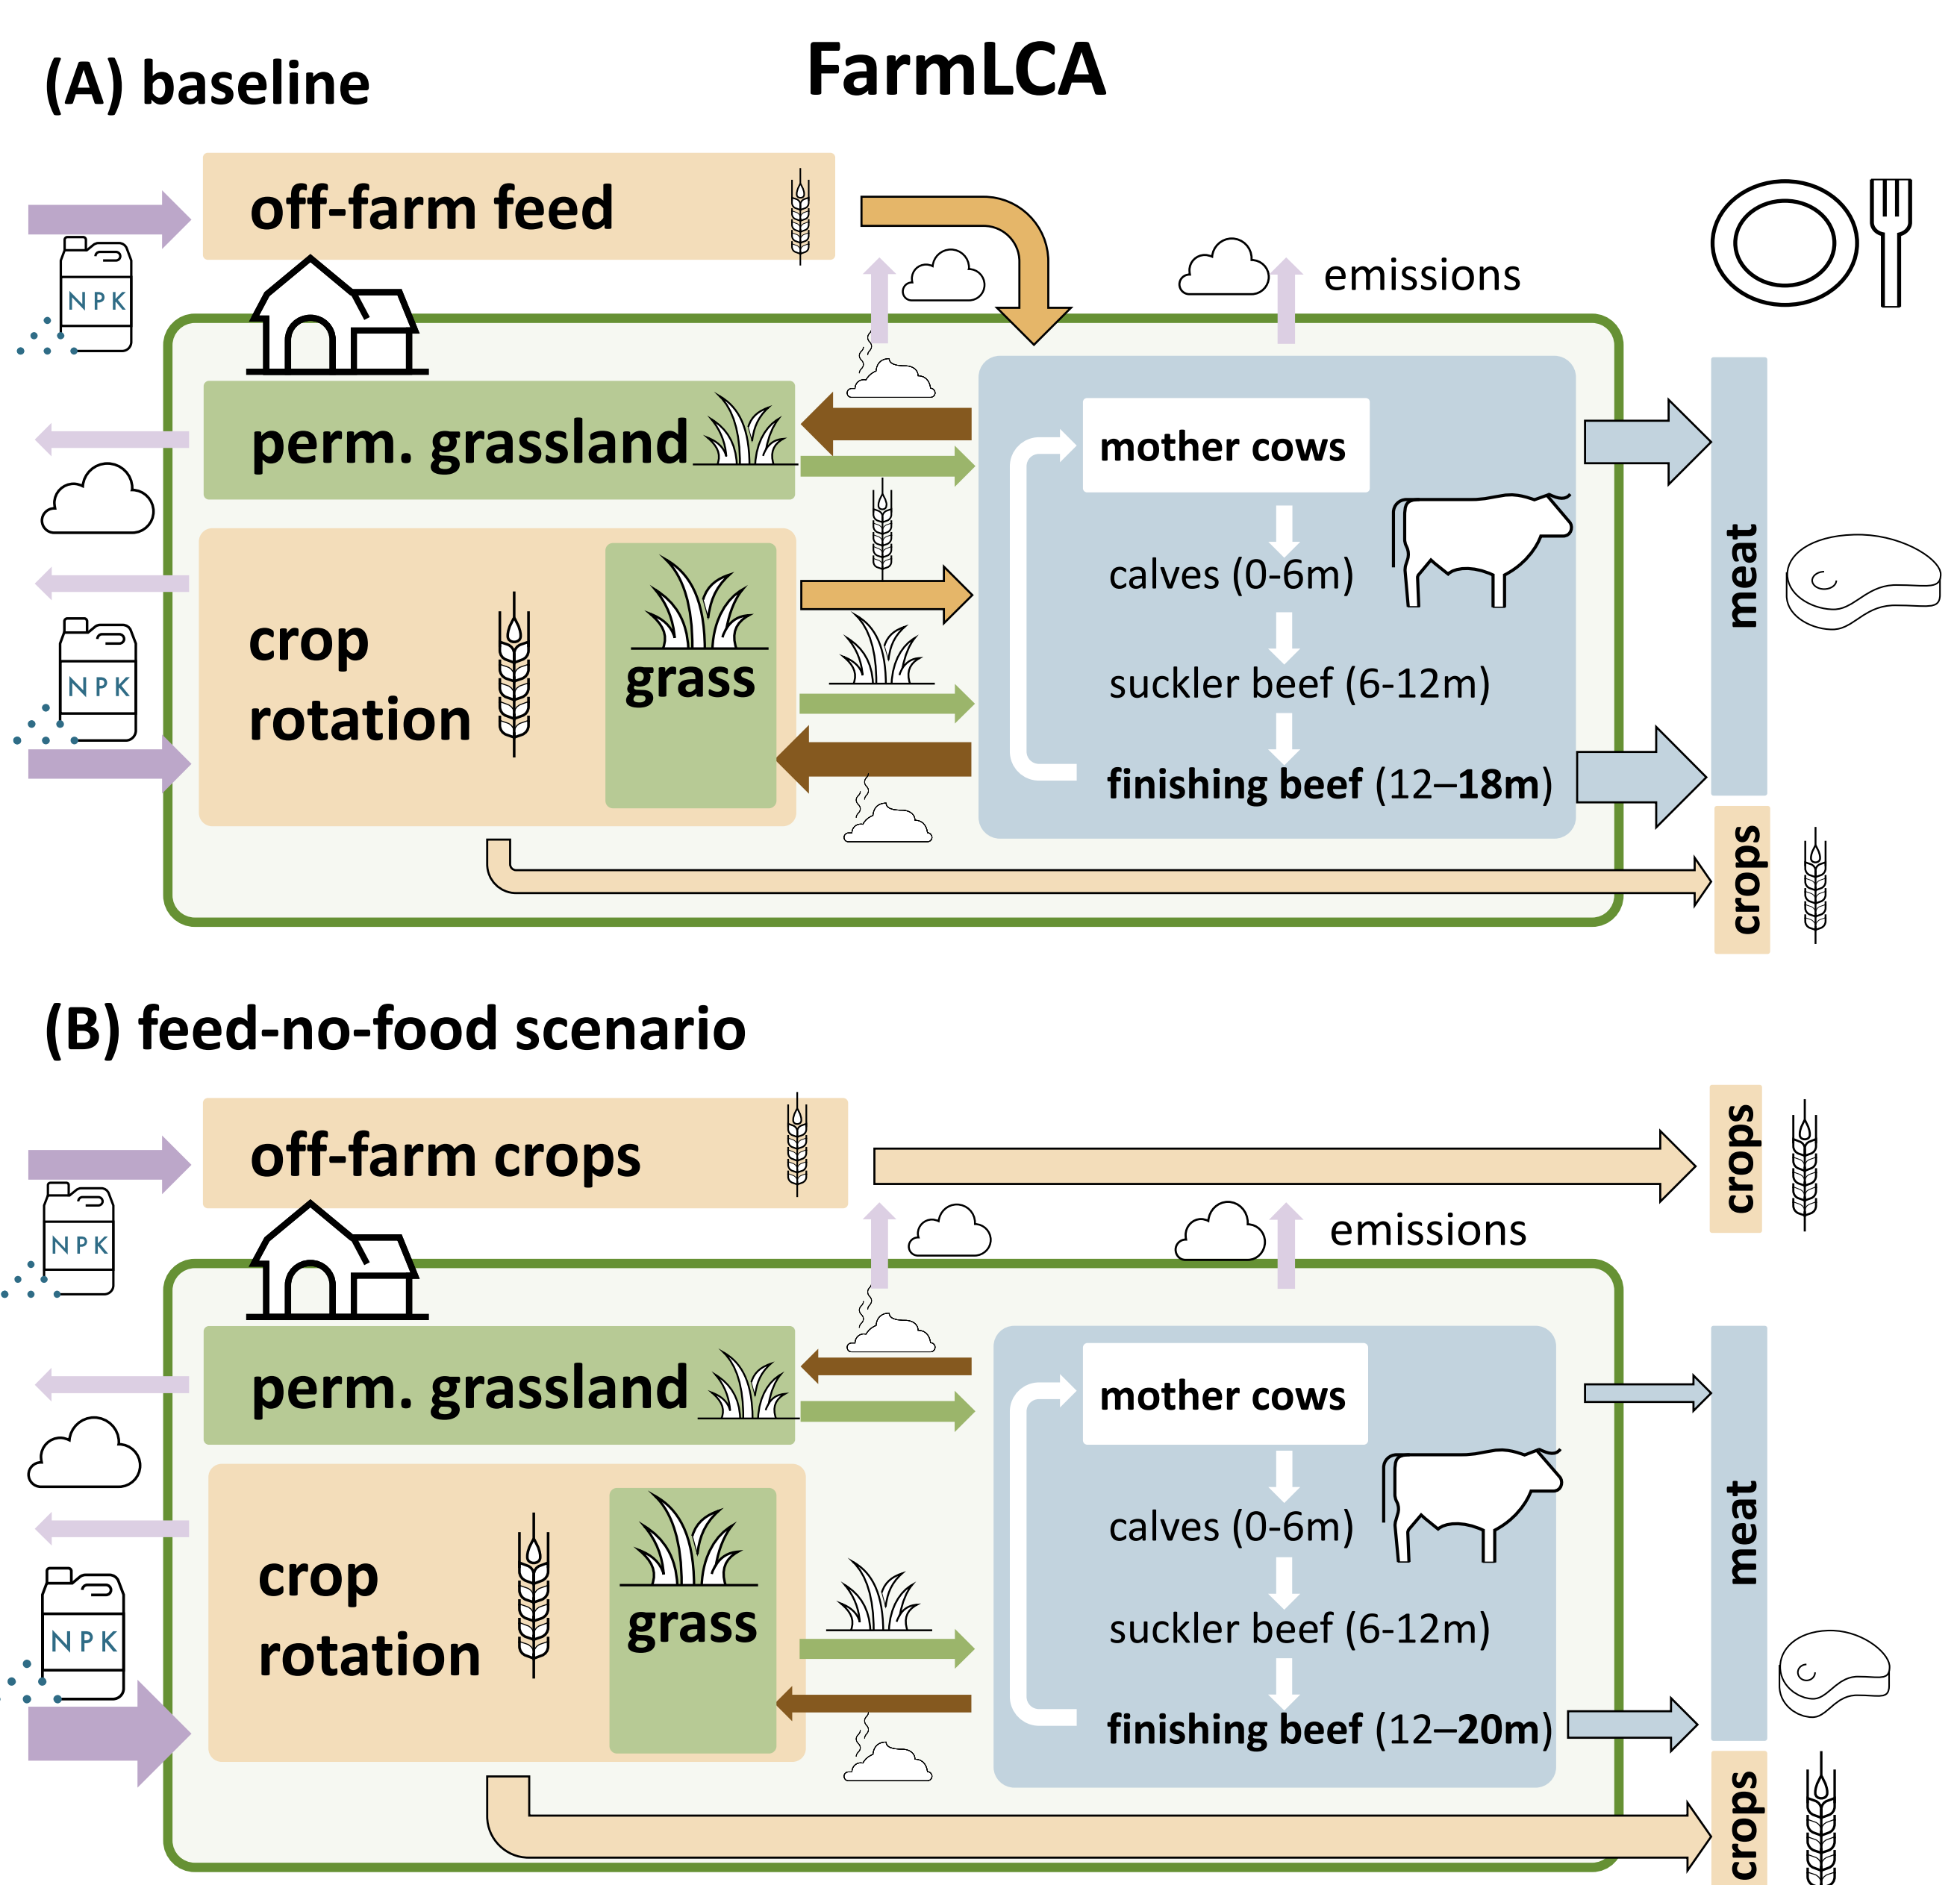 FarmLCA
(A) baseline
off-farm feed
NPK
emissions
perm. grassland
mother cows
calves (0-6m)
crop
rotation
grass
suckler beef (6-12m)
NPK
finishing beef (12–18m)
meat
crops
(B) feed-no-food scenario
off-farm crops
crops
NPK
emissions
perm. grassland
mother cows
calves (0-6m)
crop
rotation
grass
suckler beef (6-12m)
NPK
finishing beef (12–20m)
meat
crops